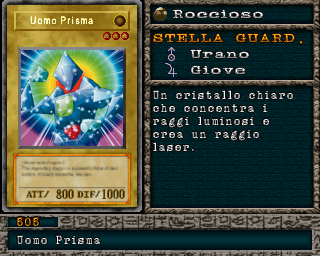 Uomo Prisma
ATT/ 800 DIF/1000
Roccioso
STELLA GUARD.
Urano
Giove
Un cristallo chiaro
che concentra i
raggi luminosi e
crea un raggio
laser.
505
Uomo Prisma